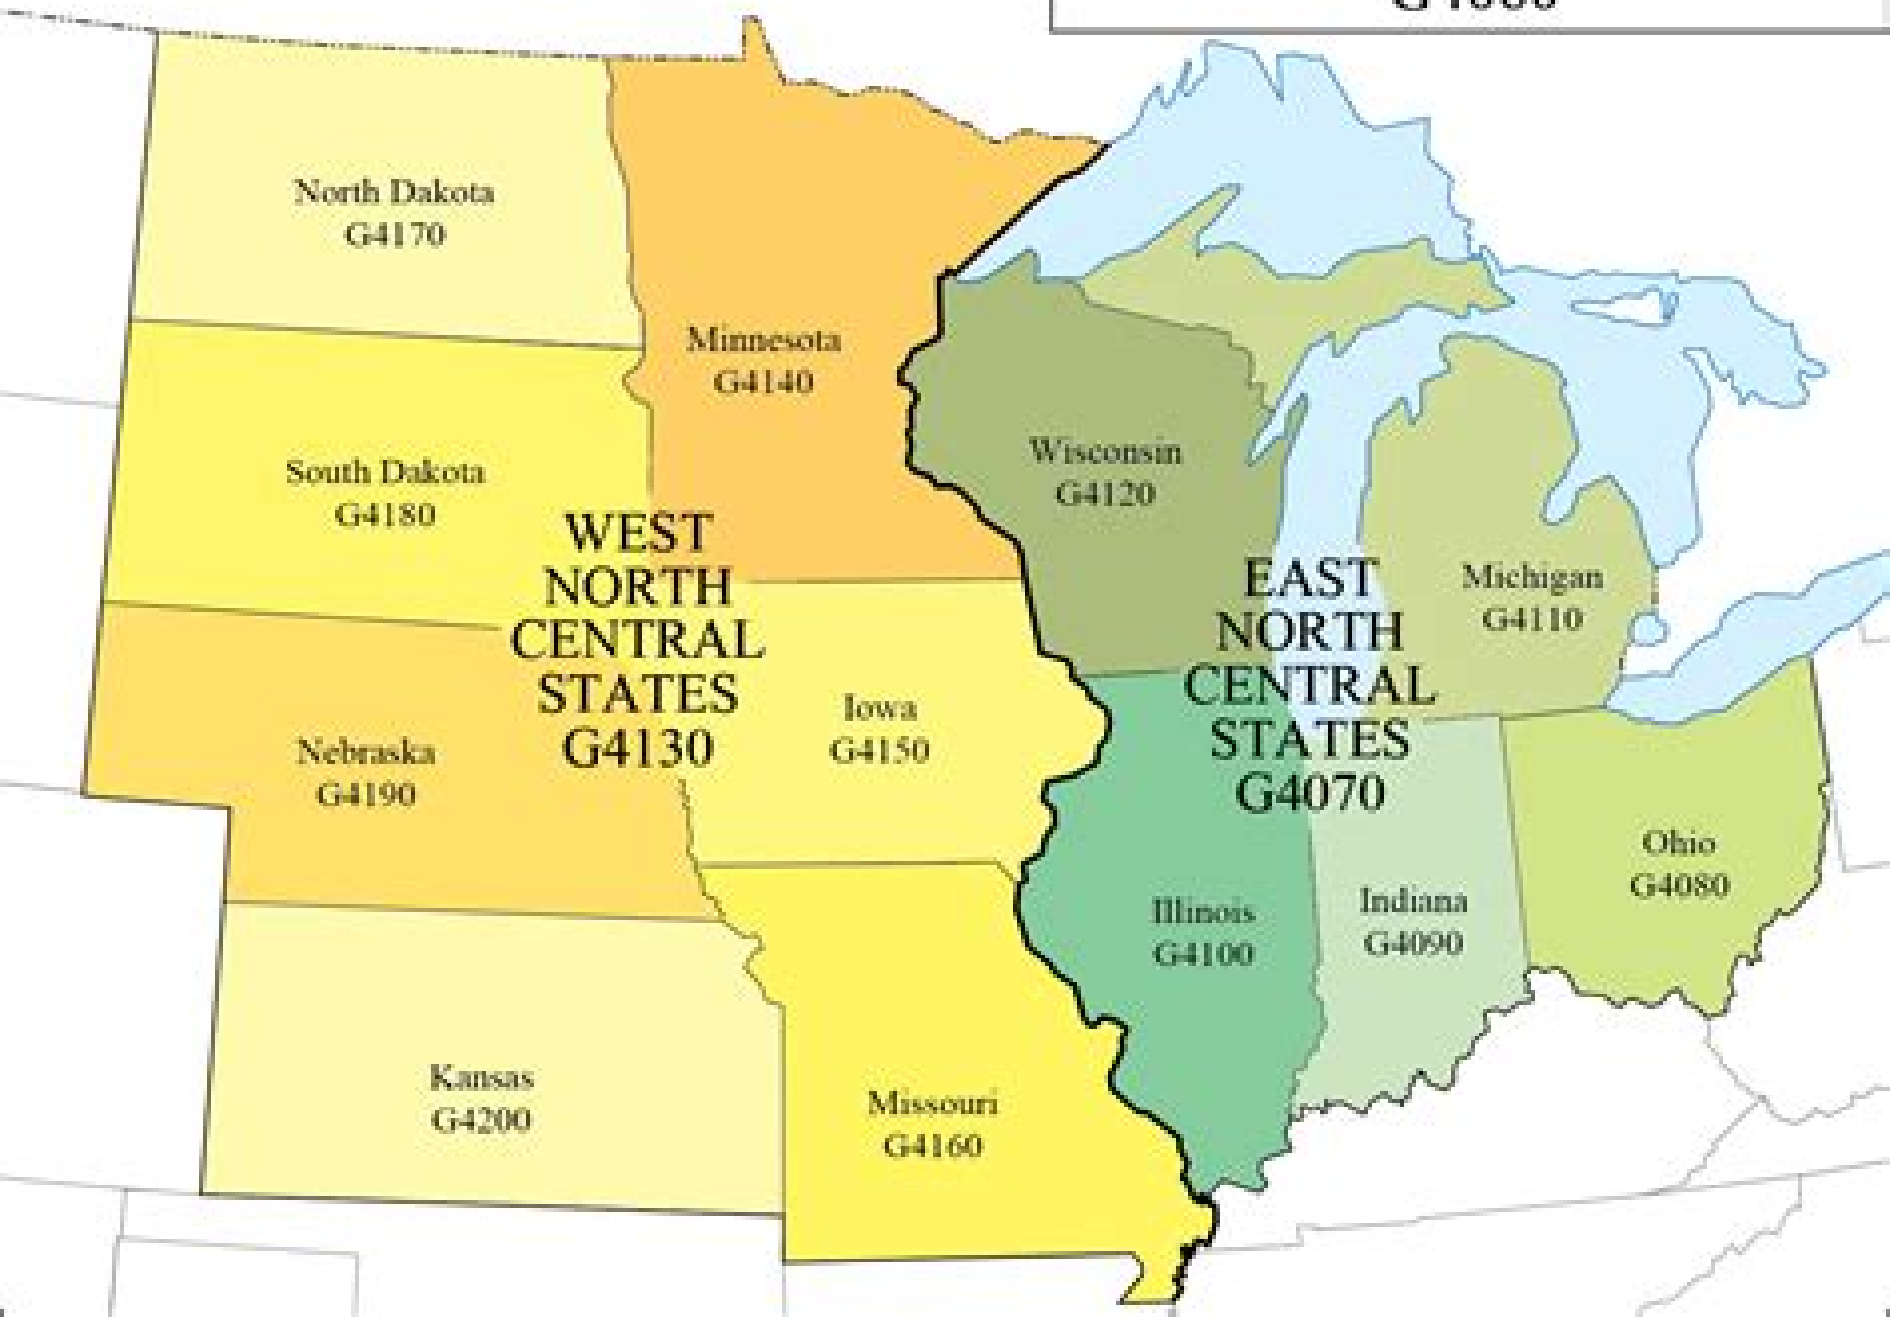 North Dakota
G4170
Minnesota
G4140
South Dakota
G4180
Wisconsin
G4120
WEST
NORTH
CENTRAL
STATES
G4130
EAST
NORTH
CENTRAL
STATES
G4070
Michigan
G4110
Nebraska
G4190
Iowa
G4150
Ohio
G4080
Illinois
G4100
Indiana
G4090
Kansas
G4200
Missouri
G4160